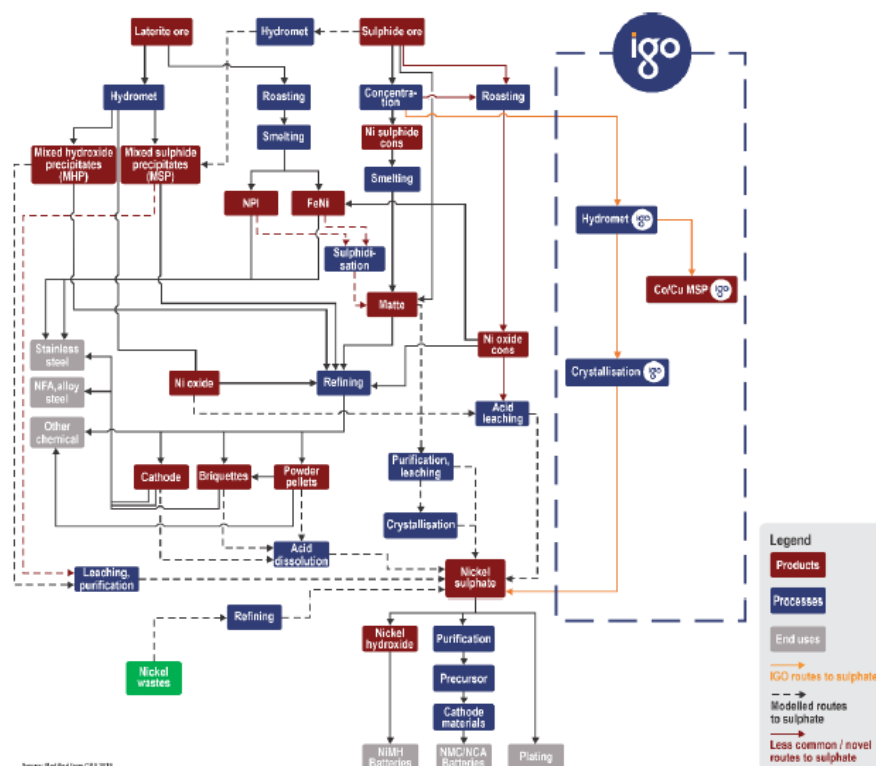 Laterite ore
Hydromet
Sulphide ore
igo
Hydromet
Roasting
Concentra-
tion
Roasting
Smelting
Ni sulphide
cons
Mixed hydroxide
precipitates
(MHP)
Mixed sulphide
precipitates
(MSP)
Smelting
NPI
FeNi
Hydromet
igo
Sulphidi-
sation
Co/Cu MSP
igo
Matte
Stainless
steel
Ni oxide
cons
Crystallisation
igo
NFA, alloy
steel
Ni oxide
Refining
Acid
leaching
Other
chemical
Cathode
Briquettes
Powder
pellets
Purification,
leaching
Crystallisation
Acid
dissolution
Leaching,
purification
Nickel
sulphate
Refining
Nickel
hydroxide
Purification
Nickel
wastes
Precursor
Cathode
materials
NiMH
Batteries
NMC/NCA
Batteries
Plating
Legend
Products
Processes
End uses
IGO routes to sulphate
Modelled routes
to sulphate
Less common / novel
routes to sulphate